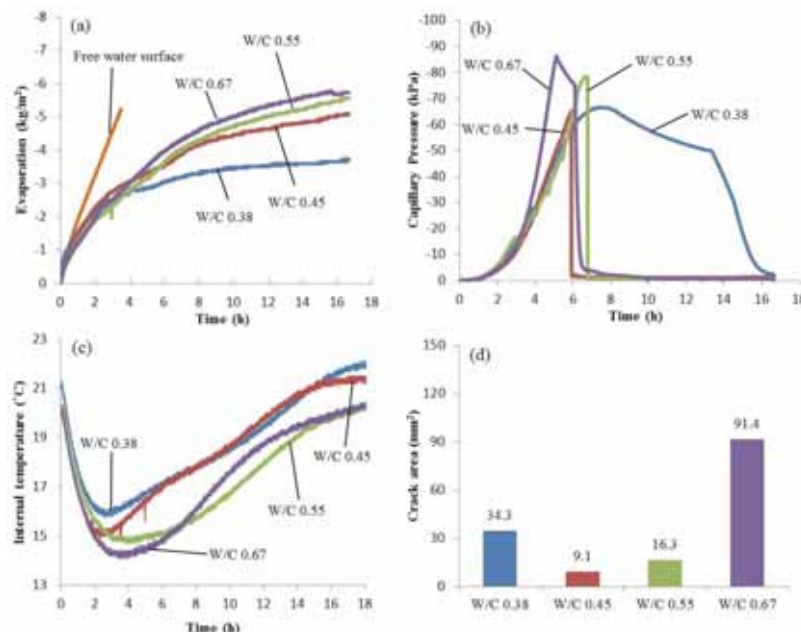 (a)
Free water surface
W/C 0.67
W/C 0.55
W/C 0.45
W/C 0.38
Evaporation (kg/m²)
-8
-7
-6
-5
-4
-3
-2
-1
0
0 2 4 6 8 10 12 14 16 18
Time (h)
(b)
W/C 0.67
W/C 0.55
W/C 0.45
W/C 0.38
Capillary Pressure (kPa)
-100
-90
-80
-70
-60
-50
-40
-30
-20
-10
0
0 2 4 6 8 10 12 14 16 18
Time (h)
(c)
W/C 0.38
W/C 0.45
W/C 0.55
W/C 0.67
Internal temperature (˚C)
23
21
19
17
15
13
0 2 4 6 8 10 12 14 16 18
Time (h)
(d)
Crack area (mm²)
150
120
90
60
30
0
34.3
9.1
16.3
91.4
W/C 0.38 W/C 0.45 W/C 0.55 W/C 0.67